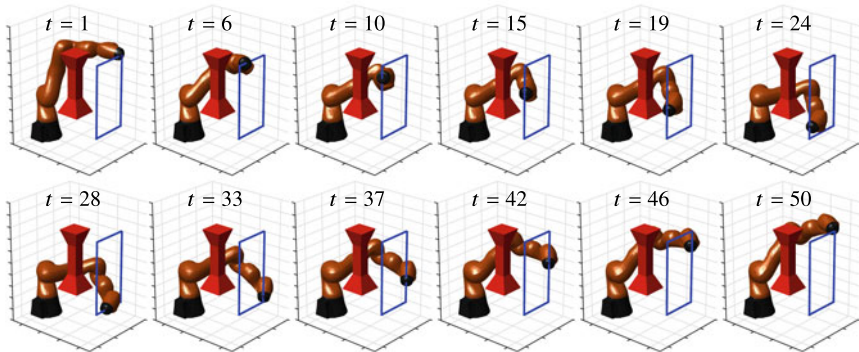 t = 1 t = 6 t = 10 t = 15 t = 19 t = 24
t = 28 t = 33 t = 37 t = 42 t = 46 t = 50